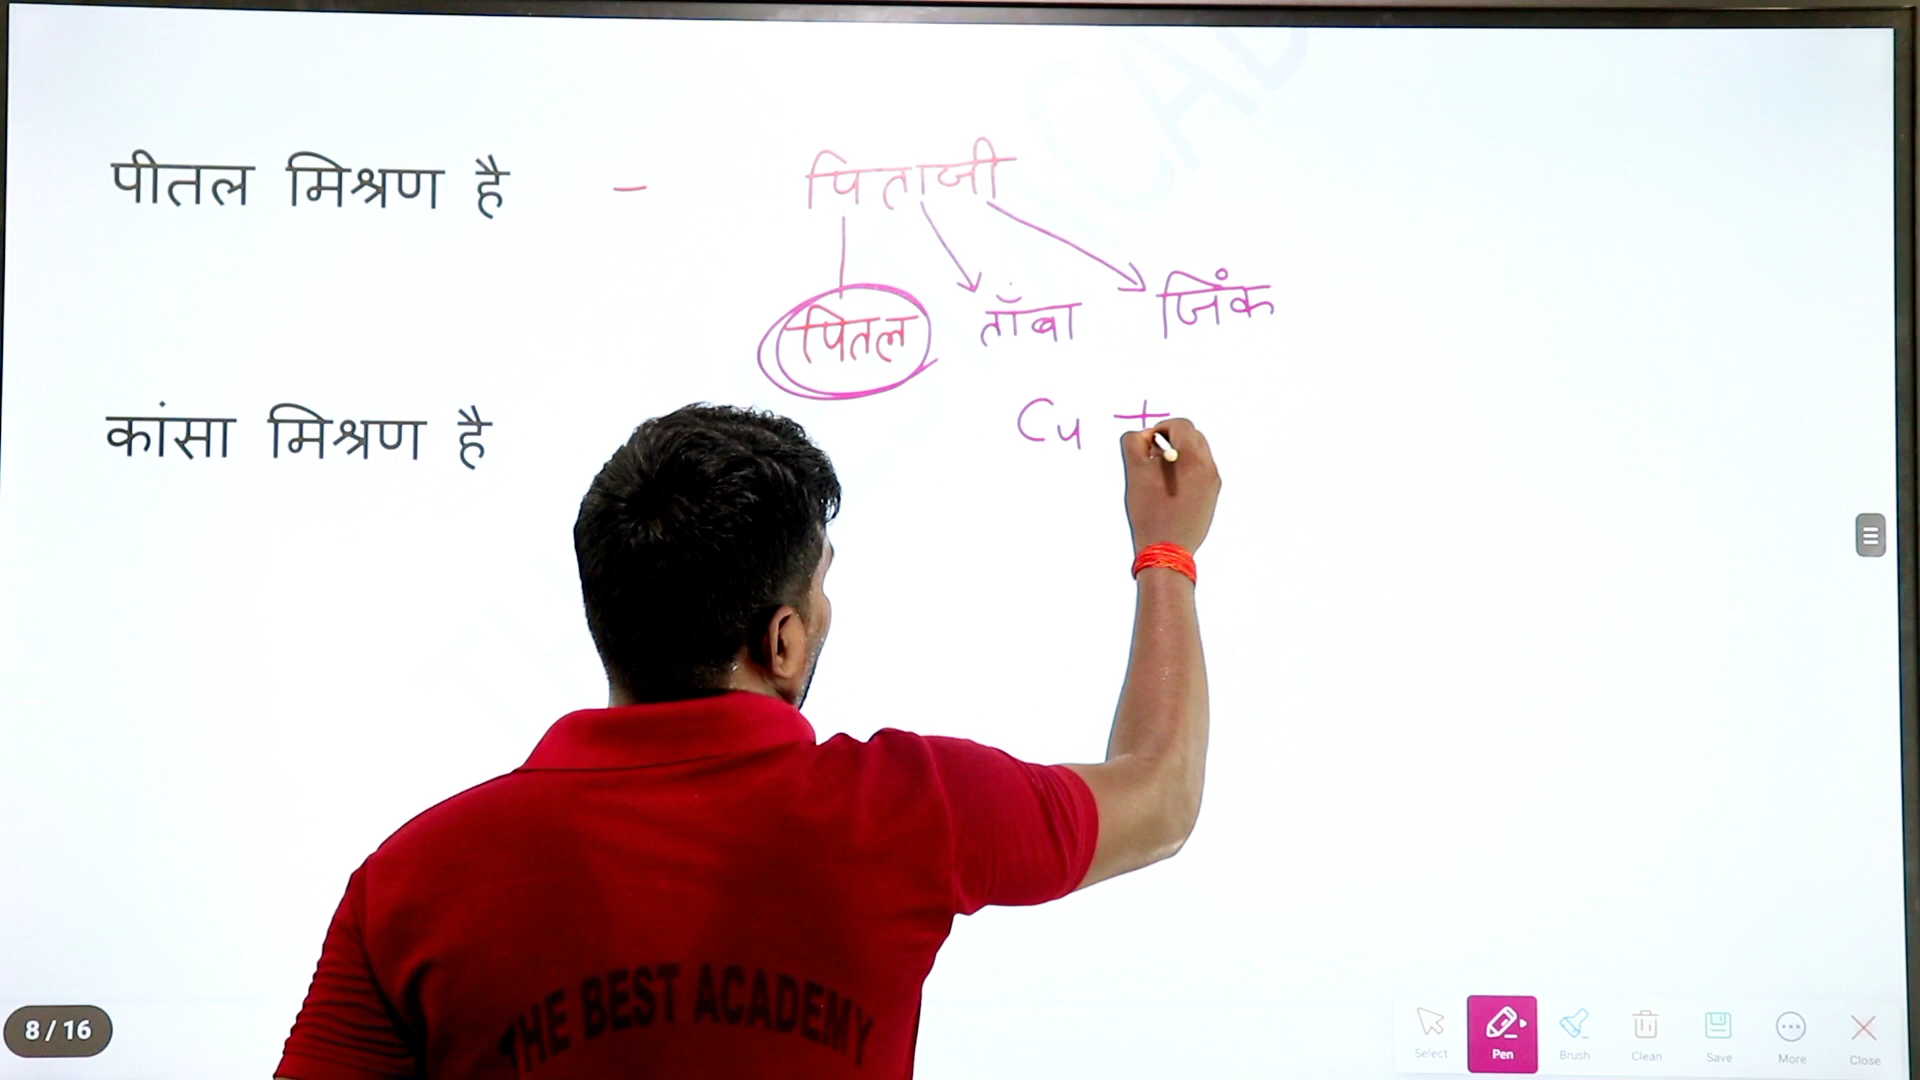 पीतल मिश्रण है - पिताजी
पितल ताँबा जिंक
Cu +
कांसा मिश्रण है
THE BEST ACADEMY
8 / 16
Select Pen Brush Clean Save More Close